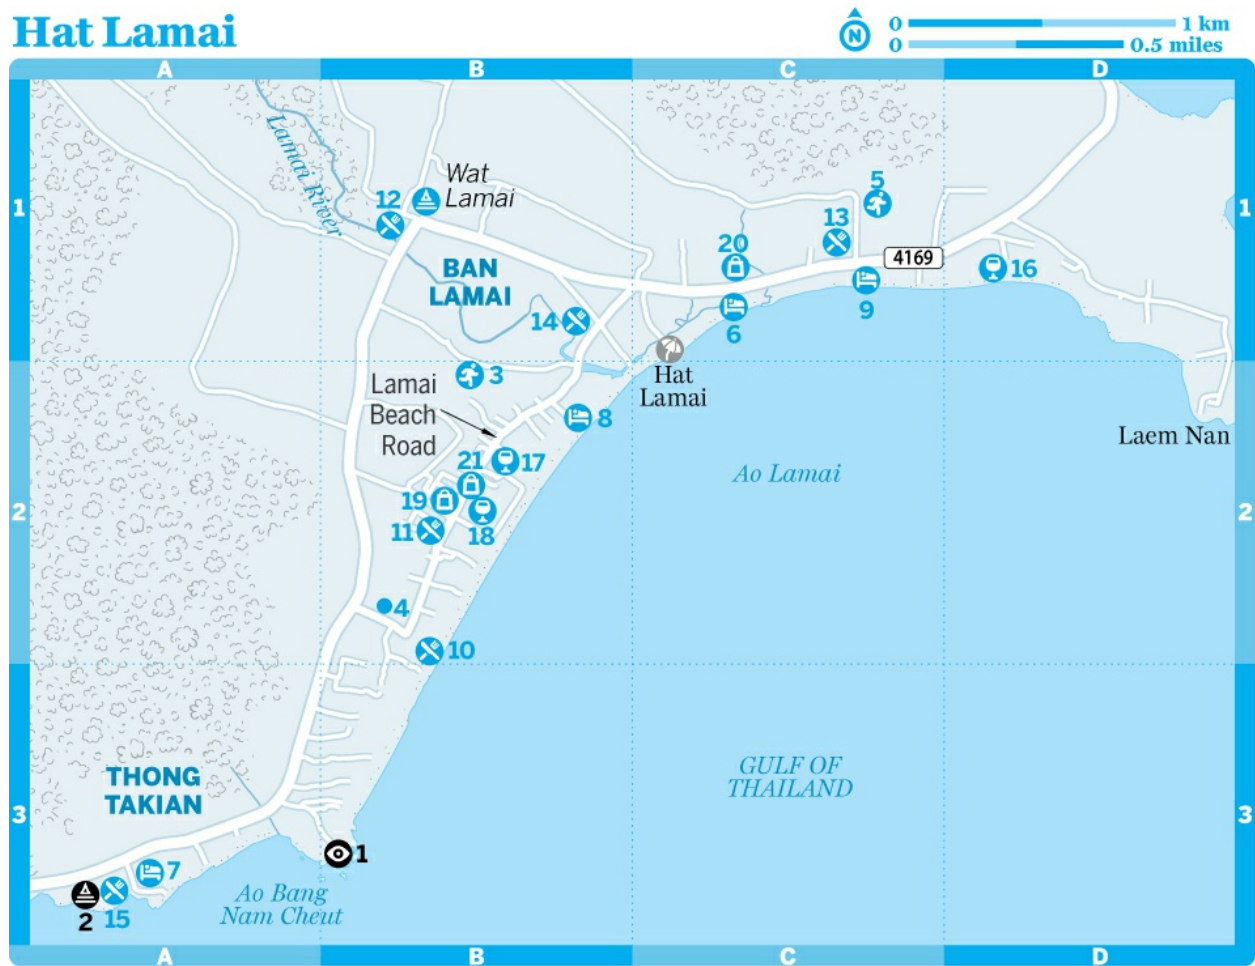 Hat Lamai
N
0 1 km
0 0.5 miles
A B C D
1 1
Lamai River
Wat
Lamai
12
5
13
20
4169
16
BAN
LAMAI
14
6
9
3
Hat
Lamai
Lamai
Beach
Road
8
Laem Nan
21
17
Ao Lamai
19
2 2
11
18
4
10
THONG
TAKIAN
GULF OF
THAILAND
3 3
1
7
Ao Bang
Nam Cheut
2
15
A B C D